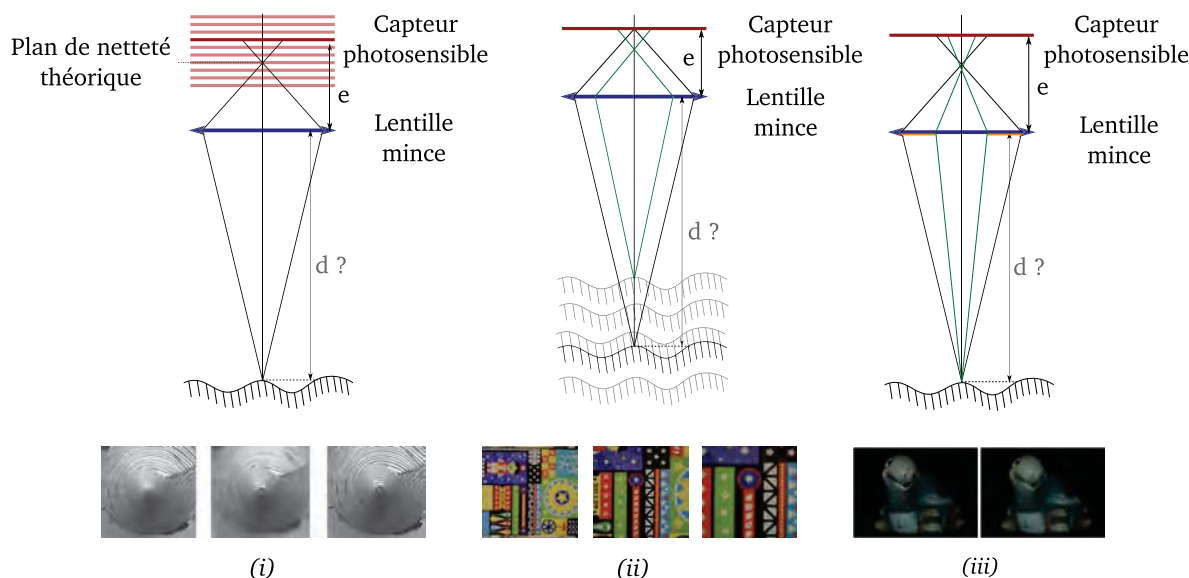 Plan de netteté
théorique
Capteur
photosensible
e
Lentille
mince
d ?
(i)
Capteur
photosensible
e
Lentille
mince
d ?
(ii)
Capteur
photosensible
e
Lentille
mince
d ?
(iii)